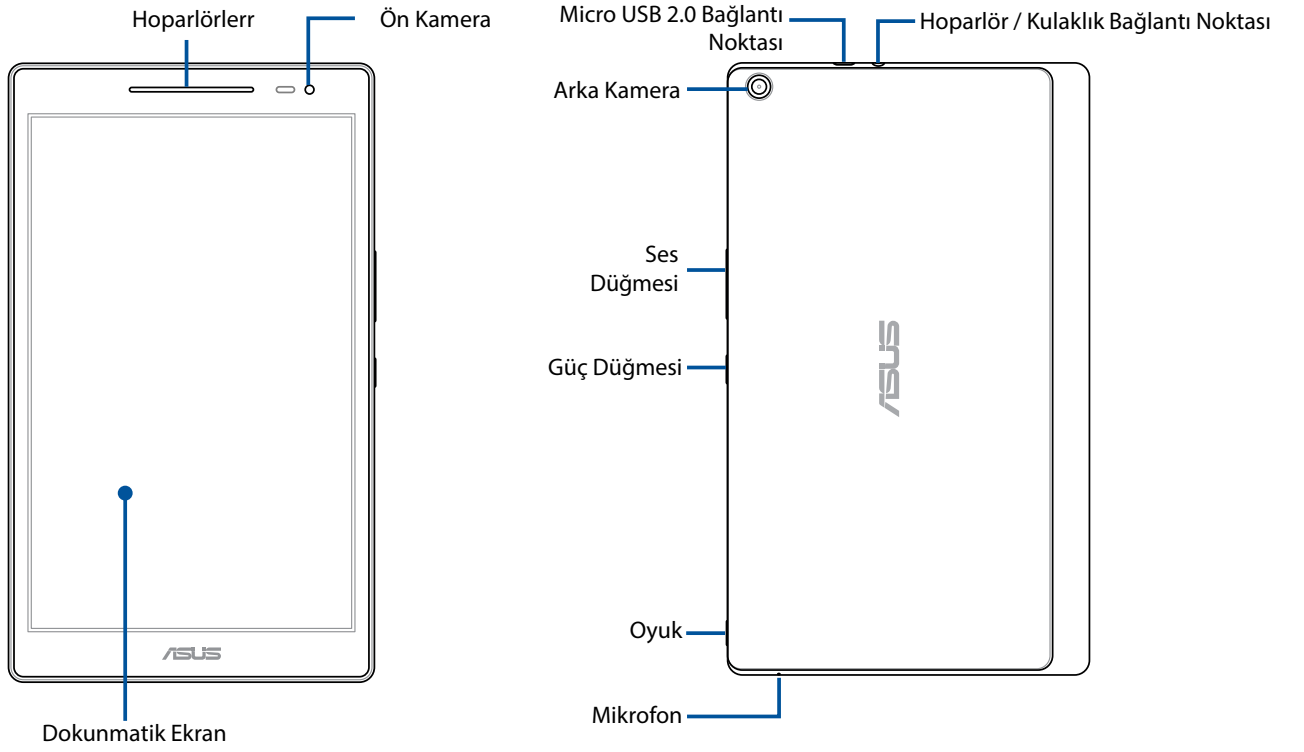 Hoparlörlerr
Ön Kamera
ASUS
Dokunmatik Ekran
Micro USB 2.0 Bağlantı
Noktası
Hoparlör / Kulaklık Bağlantı Noktası
Arka Kamera
Ses
Düğmesi
Güç Düğmesi
ASUS
Oyuk
Mikrofon